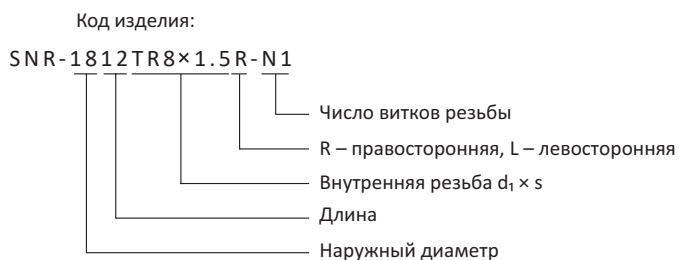 Код изделия:
SNR-1812TR8×1.5R-N1
Число витков резьбы
R – правосторонняя, L – левосторонняя
Внутренняя резьба d₁ × s
Длина
Наружный диаметр